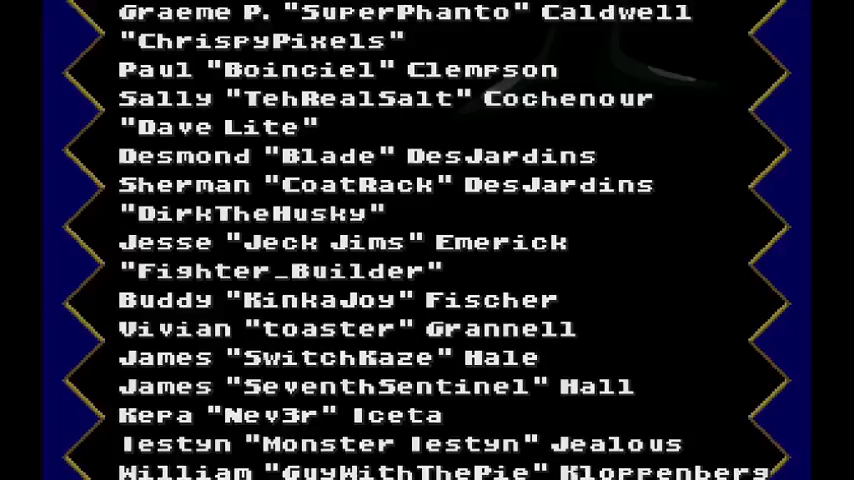 Graeme P. "SuperPhanto" Caldwell
"ChrispyPixels"
Paul "Boinciel" Clempson
Sally "TehRealSalt" Cochenour
"Dave Lite"
Desmond "Blade" DesJardins
Sherman "CoatRack" DesJardins
"DirkTheHusky"
Jesse "Jeck Jims" Emerick
"Fighter_Builder"
Buddy "KinkaJoy" Fischer
Vivian "toaster" Grannell
James "SwitchKaze" Hale
James "SeventhSentinel" Hall
Kepa "Nev3r" Iceta
Iestyn "Monster Iestyn" Jealous
William "GuyWithThePie" Kloppenberg